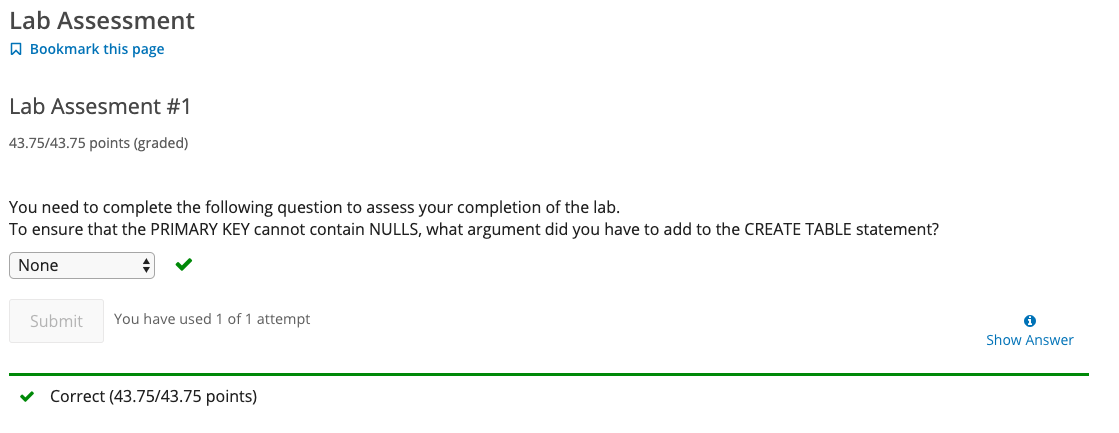 Lab Assessment
Bookmark this page
Lab Assesment #1
43.75/43.75 points (graded)
You need to complete the following question to assess your completion of the lab.
To ensure that the PRIMARY KEY cannot contain NULLS, what argument did you have to add to the CREATE TABLE statement?
None
Submit
You have used 1 of 1 attempt
Show Answer
Correct (43.75/43.75 points)